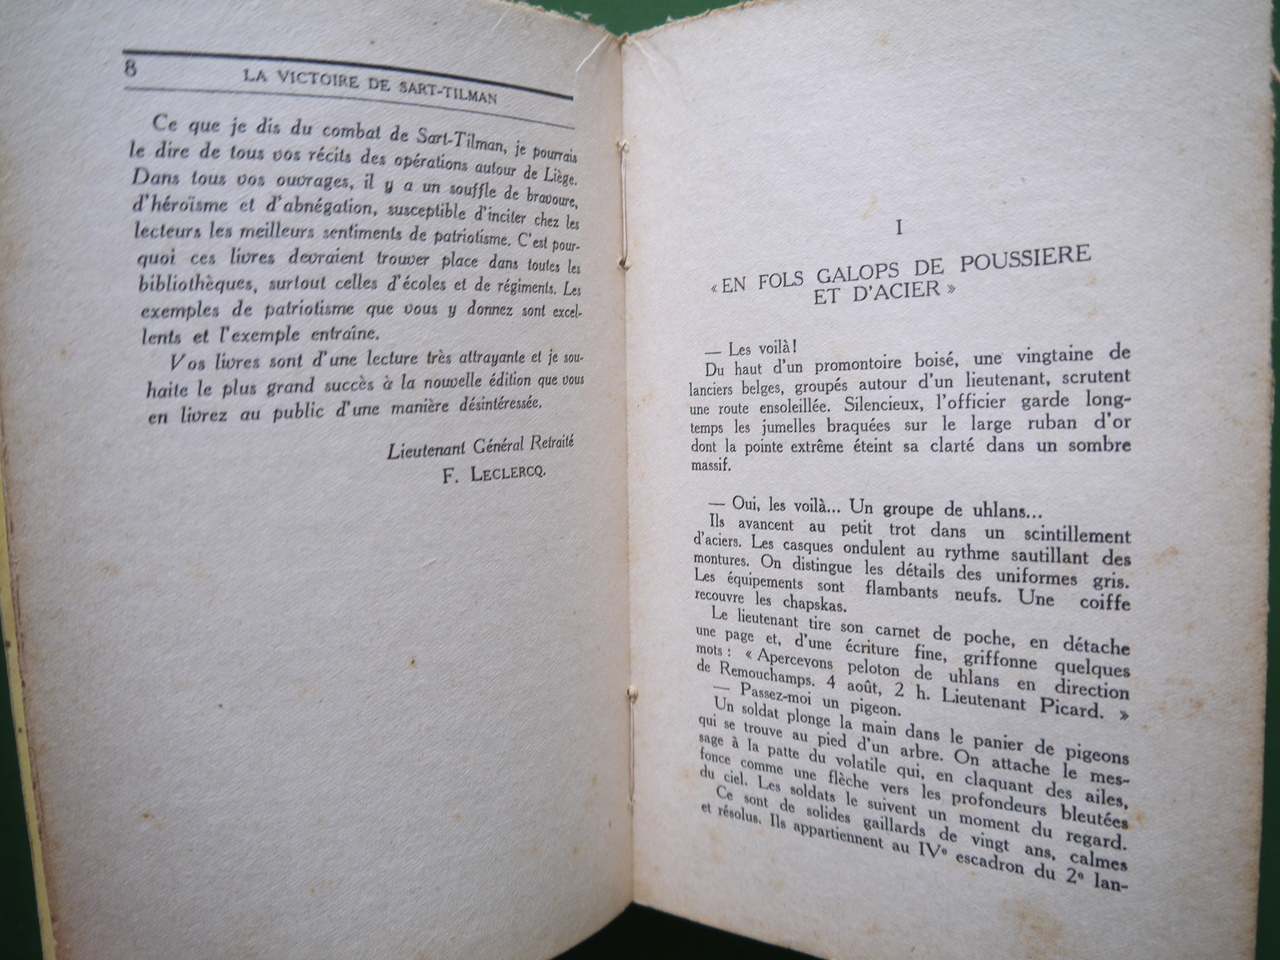 8
LA VICTOIRE DE SART-TILMAN
Ce que je dis du combat de Sart-Tilman, je pourrais
le dire de tous vos récits des opérations autour de Liège.
Dans tous vos ouvrages, il y a un souffle de bravoure,
d'héroïsme et d'abnégation, susceptible d'inciter chez les
lecteurs les meilleurs sentiments de patriotisme. C'est pour-
quoi ces livres devraient trouver place dans toutes les
bibliothèques, surtout celles d'écoles et de régiments. Les
exemples de patriotisme que vous y donnez sont excel-
lents et l'exemple entraîne.
Vos livres sont d'une lecture très attrayante et je sou-
haite le plus grand succès à la nouvelle édition que vous
en livrez au public d'une manière désintéressée.
Lieutenant Général Retraité
F. LECLERCQ.
I
« EN FOLS GALOPS DE POUSSIERE
ET D'ACIER »
— Les voilà !
Du haut d'un promontoire boisé, une vingtaine de
lanciers belges, groupés autour d'un lieutenant, scrutent
une route ensoleillée. Silencieux, l'officier garde long-
temps les jumelles braquées sur le large ruban d'or
dont la pointe extrême éteint sa clarté dans un sombre
massif.
— Oui, les voilà... Un groupe de uhlans...
Ils avancent au petit trot dans un scintillement
d'aciers. Les casques ondulent au rythme sautillant des
montures. On distingue les détails des uniformes gris.
Les équipements sont flambants neufs. Une coiffe
recouvre les chapskas.
Le lieutenant tire son carnet de poche, en détache
une page et, d'une écriture fine, griffonne quelques
mots : « Apercevons peloton de uhlans en direction
de Remouchamps. 4 août, 2 h. Lieutenant Picard. »
— Passez-moi un pigeon.
Un soldat plonge la main dans le panier de pigeons
qui se trouve au pied d'un arbre. On attache le mes-
sage à la patte du volatile qui, en claquant des ailes,
fonce comme une flèche vers les profondeurs bleutées
du ciel. Les soldats le suivent un moment du regard.
Ce sont de solides gaillards de vingt ans, calmes
et résolus. Ils appartiennent au IVe escadron du 2e lan-